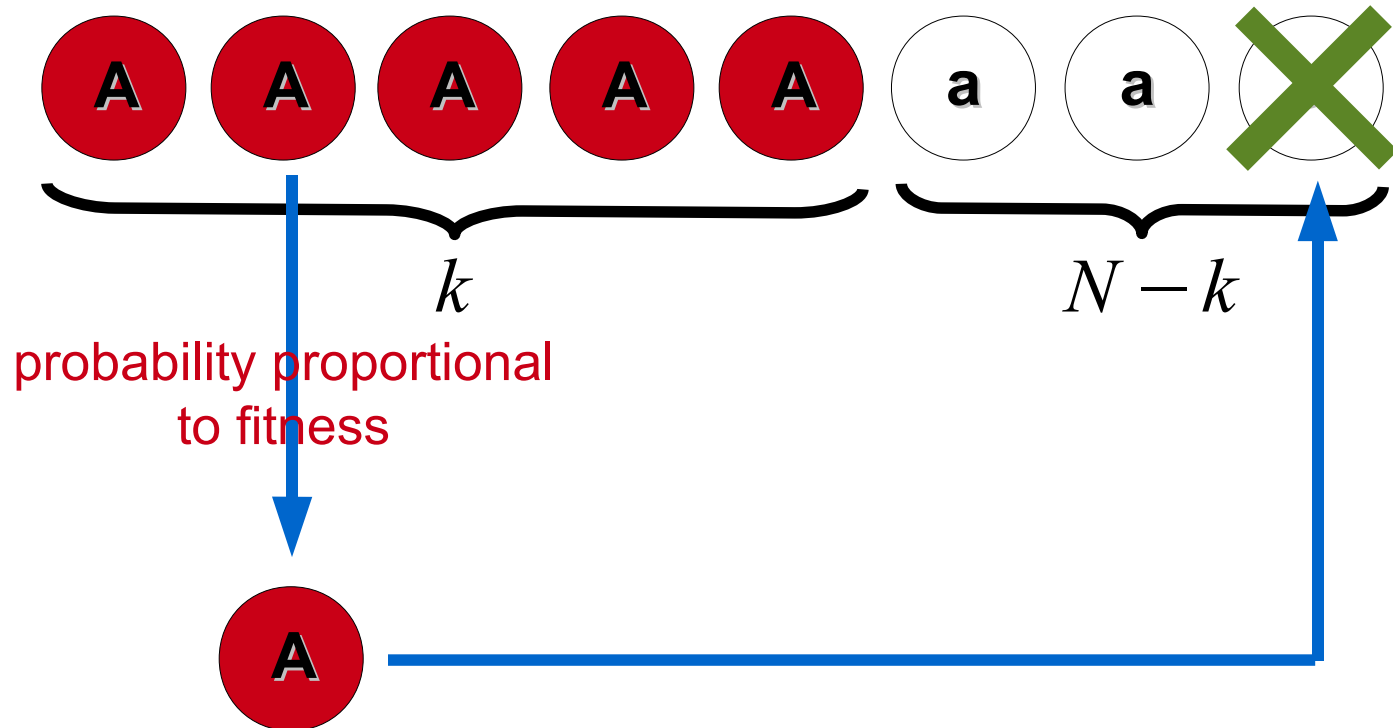 A A A A A a a
k N − k
probability proportional
to fitness
A